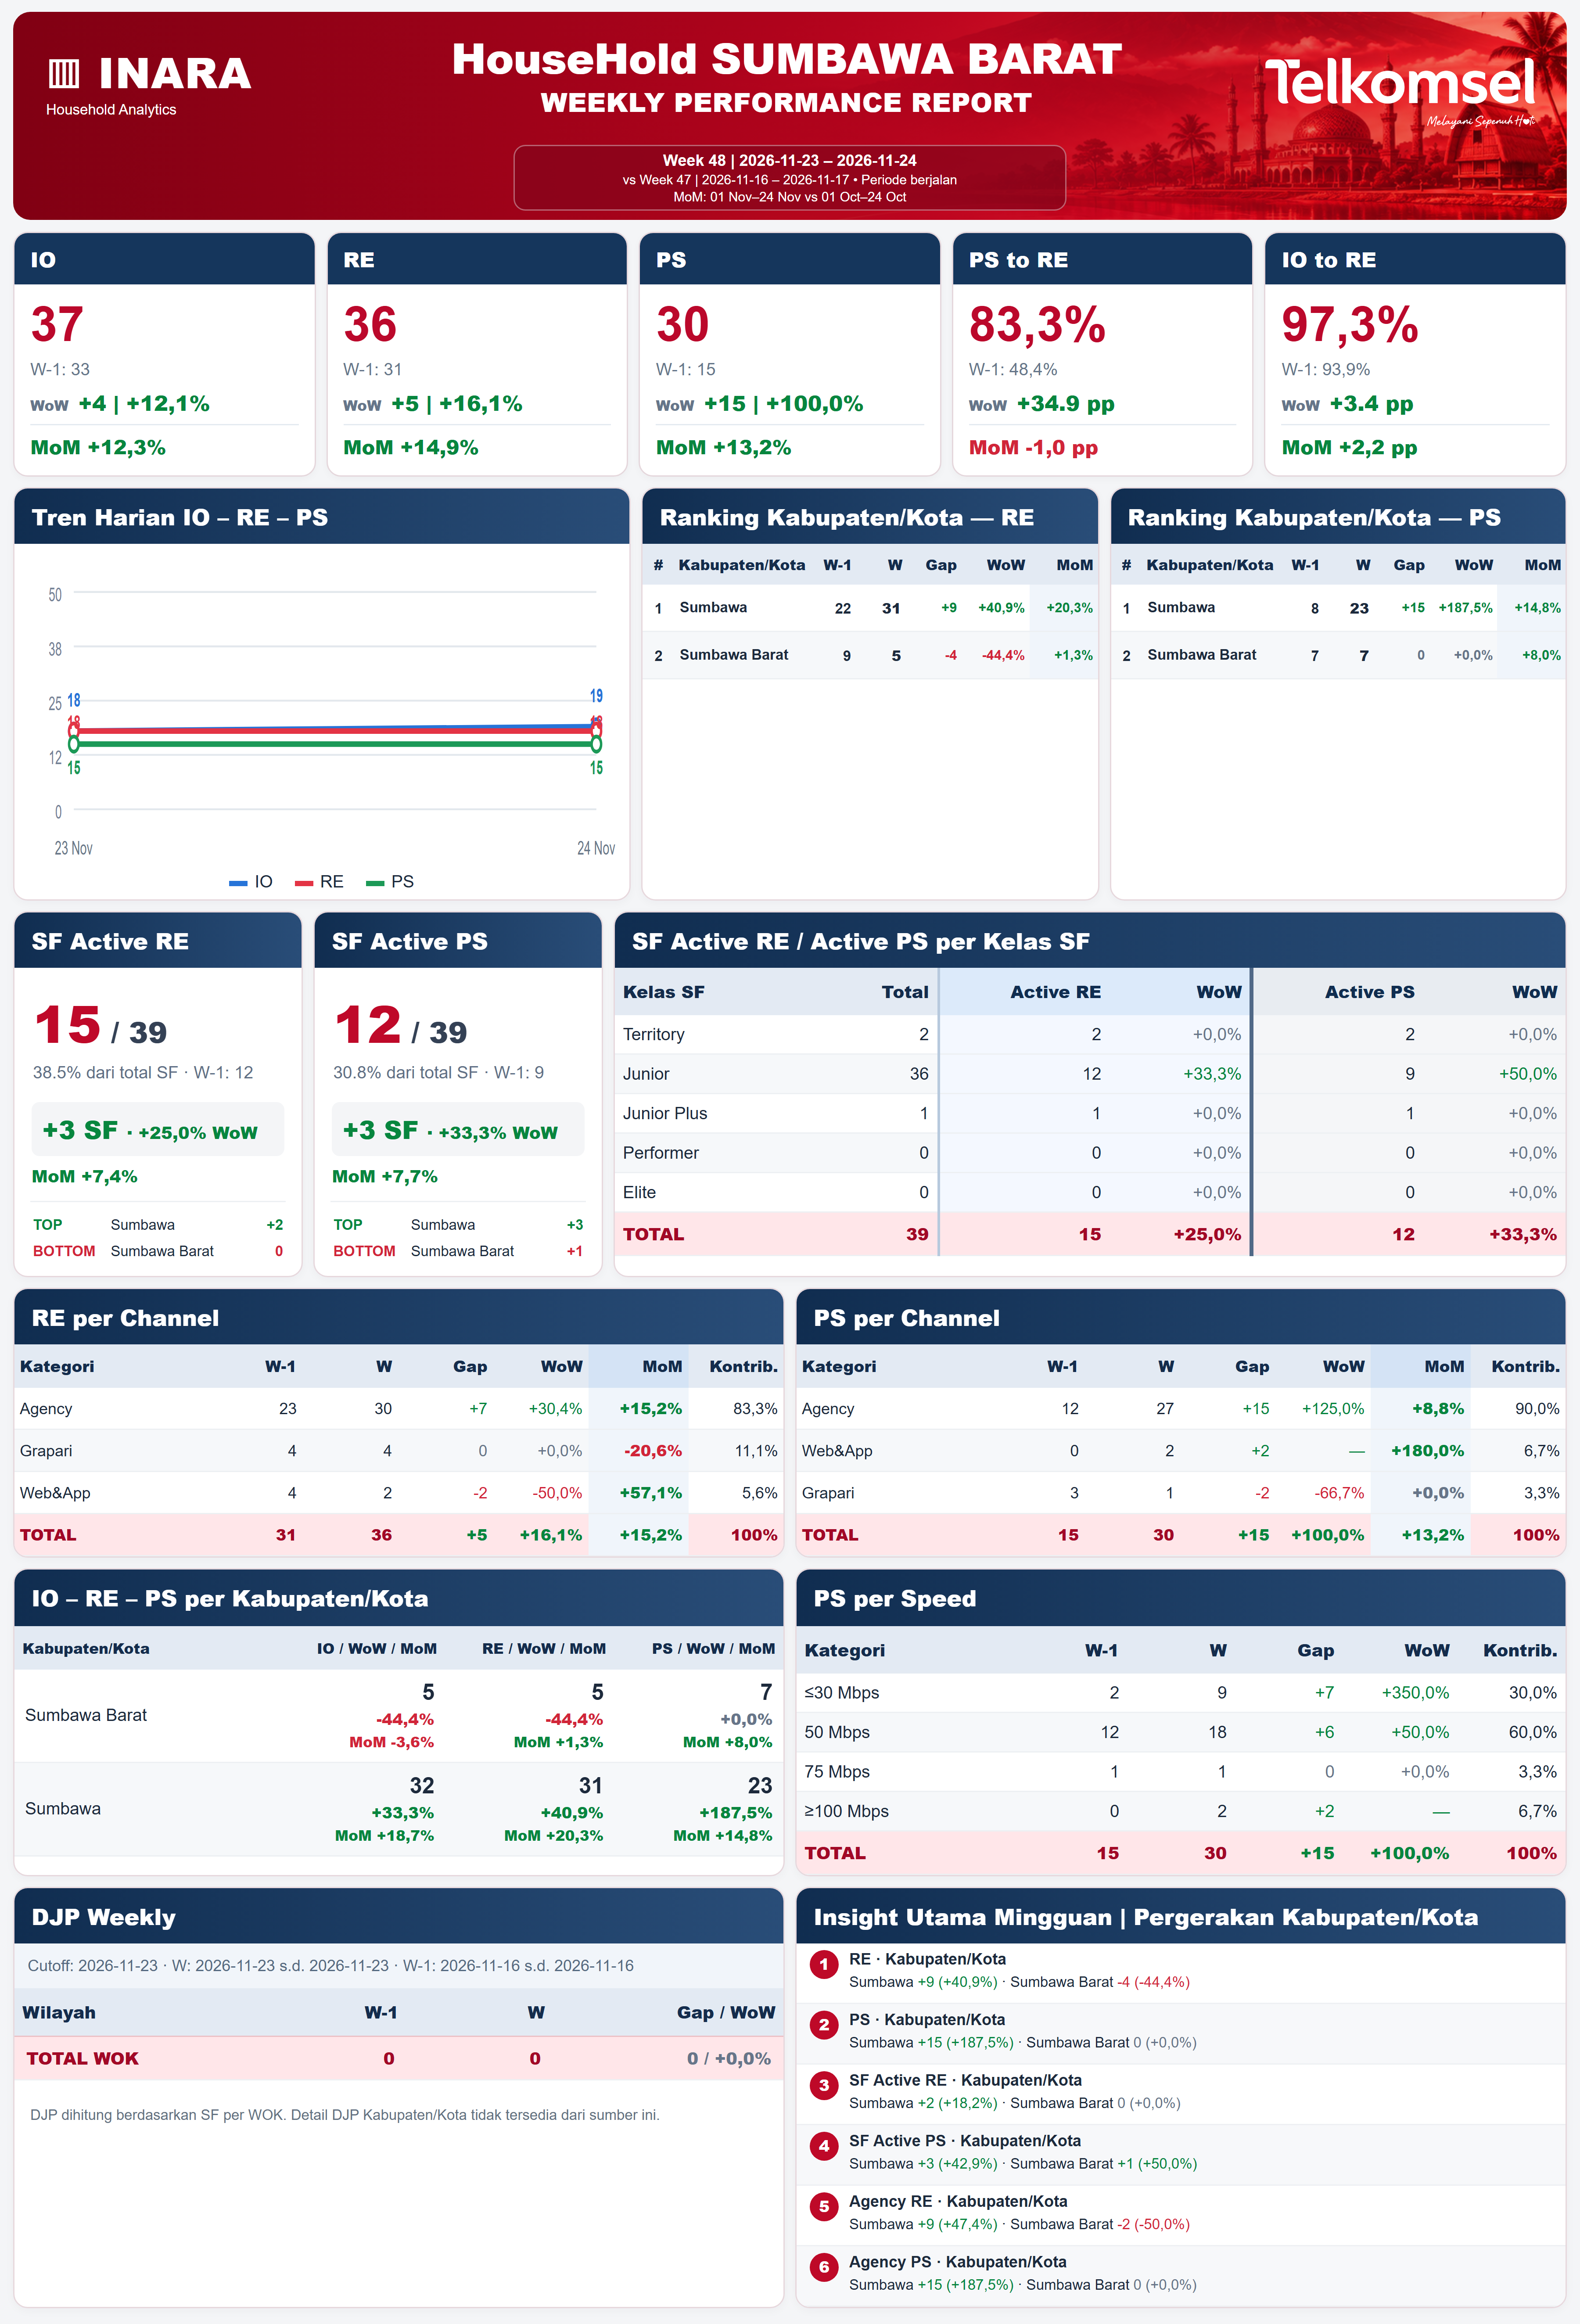 INARA
Household Analytics
HouseHold SUMBAWA BARAT
WEEKLY PERFORMANCE REPORT
Telkomsel
Melayani Sepenuh Hati
Week 48 | 2026-11-23 – 2026-11-24
vs Week 47 | 2026-11-16 – 2026-11-17 • Periode berjalan
MoM: 01 Nov–24 Nov vs 01 Oct–24 Oct
IO
37
W-1: 33
WoW +4 | +12,1%
MoM +12,3%
RE
36
W-1: 31
WoW +5 | +16,1%
MoM +14,9%
PS
30
W-1: 15
WoW +15 | +100,0%
MoM +13,2%
PS to RE
83,3%
W-1: 48,4%
WoW +34.9 pp
MoM -1,0 pp
IO to RE
97,3%
W-1: 93,9%
WoW +3.4 pp
MoM +2,2 pp
Tren Harian IO – RE – PS
50
38
25
12
0
18
18
15
19
18
15
23 Nov
24 Nov
IO RE PS
Ranking Kabupaten/Kota — RE
# Kabupaten/Kota W-1 W Gap WoW MoM
1 Sumbawa 22 31 +9 +40,9% +20,3%
2 Sumbawa Barat 9 5 -4 -44,4% +1,3%
Ranking Kabupaten/Kota — PS
# Kabupaten/Kota W-1 W Gap WoW MoM
1 Sumbawa 8 23 +15 +187,5% +14,8%
2 Sumbawa Barat 7 7 0 +0,0% +8,0%
SF Active RE
15 / 39
38.5% dari total SF · W-1: 12
+3 SF · +25,0% WoW
MoM +7,4%
TOP Sumbawa +2
BOTTOM Sumbawa Barat 0
SF Active PS
12 / 39
30.8% dari total SF · W-1: 9
+3 SF · +33,3% WoW
MoM +7,7%
TOP Sumbawa +3
BOTTOM Sumbawa Barat +1
SF Active RE / Active PS per Kelas SF
Kelas SF Total Active RE WoW Active PS WoW
Territory 2 2 +0,0% 2 +0,0%
Junior 36 12 +33,3% 9 +50,0%
Junior Plus 1 1 +0,0% 1 +0,0%
Performer 0 0 +0,0% 0 +0,0%
Elite 0 0 +0,0% 0 +0,0%
TOTAL 39 15 +25,0% 12 +33,3%
RE per Channel
Kategori W-1 W Gap WoW MoM Kontrib.
Agency 23 30 +7 +30,4% +15,2% 83,3%
Grapari 4 4 0 +0,0% -20,6% 11,1%
Web&App 4 2 -2 -50,0% +57,1% 5,6%
TOTAL 31 36 +5 +16,1% +15,2% 100%
PS per Channel
Kategori W-1 W Gap WoW MoM Kontrib.
Agency 12 27 +15 +125,0% +8,8% 90,0%
Web&App 0 2 +2 — +180,0% 6,7%
Grapari 3 1 -2 -66,7% +0,0% 3,3%
TOTAL 15 30 +15 +100,0% +13,2% 100%
IO – RE – PS per Kabupaten/Kota
Kabupaten/Kota IO / WoW / MoM RE / WoW / MoM PS / WoW / MoM
Sumbawa Barat
5 5 7
-44,4% -44,4% +0,0%
MoM -3,6% MoM +1,3% MoM +8,0%
Sumbawa
32 31 23
+33,3% +40,9% +187,5%
MoM +18,7% MoM +20,3% MoM +14,8%
PS per Speed
Kategori W-1 W Gap WoW Kontrib.
≤30 Mbps 2 9 +7 +350,0% 30,0%
50 Mbps 12 18 +6 +50,0% 60,0%
75 Mbps 1 1 0 +0,0% 3,3%
≥100 Mbps 0 2 +2 — 6,7%
TOTAL 15 30 +15 +100,0% 100%
DJP Weekly
Cutoff: 2026-11-23 · W: 2026-11-23 s.d. 2026-11-23 · W-1: 2026-11-16 s.d. 2026-11-16
Wilayah W-1 W Gap / WoW
TOTAL WOK 0 0 0 / +0,0%
DJP dihitung berdasarkan SF per WOK. Detail DJP Kabupaten/Kota tidak tersedia dari sumber ini.
Insight Utama Mingguan | Pergerakan Kabupaten/Kota
1 RE · Kabupaten/Kota
Sumbawa +9 (+40,9%) · Sumbawa Barat -4 (-44,4%)
2 PS · Kabupaten/Kota
Sumbawa +15 (+187,5%) · Sumbawa Barat 0 (+0,0%)
3 SF Active RE · Kabupaten/Kota
Sumbawa +2 (+18,2%) · Sumbawa Barat 0 (+0,0%)
4 SF Active PS · Kabupaten/Kota
Sumbawa +3 (+42,9%) · Sumbawa Barat +1 (+50,0%)
5 Agency RE · Kabupaten/Kota
Sumbawa +9 (+47,4%) · Sumbawa Barat -2 (-50,0%)
6 Agency PS · Kabupaten/Kota
Sumbawa +15 (+187,5%) · Sumbawa Barat 0 (+0,0%)